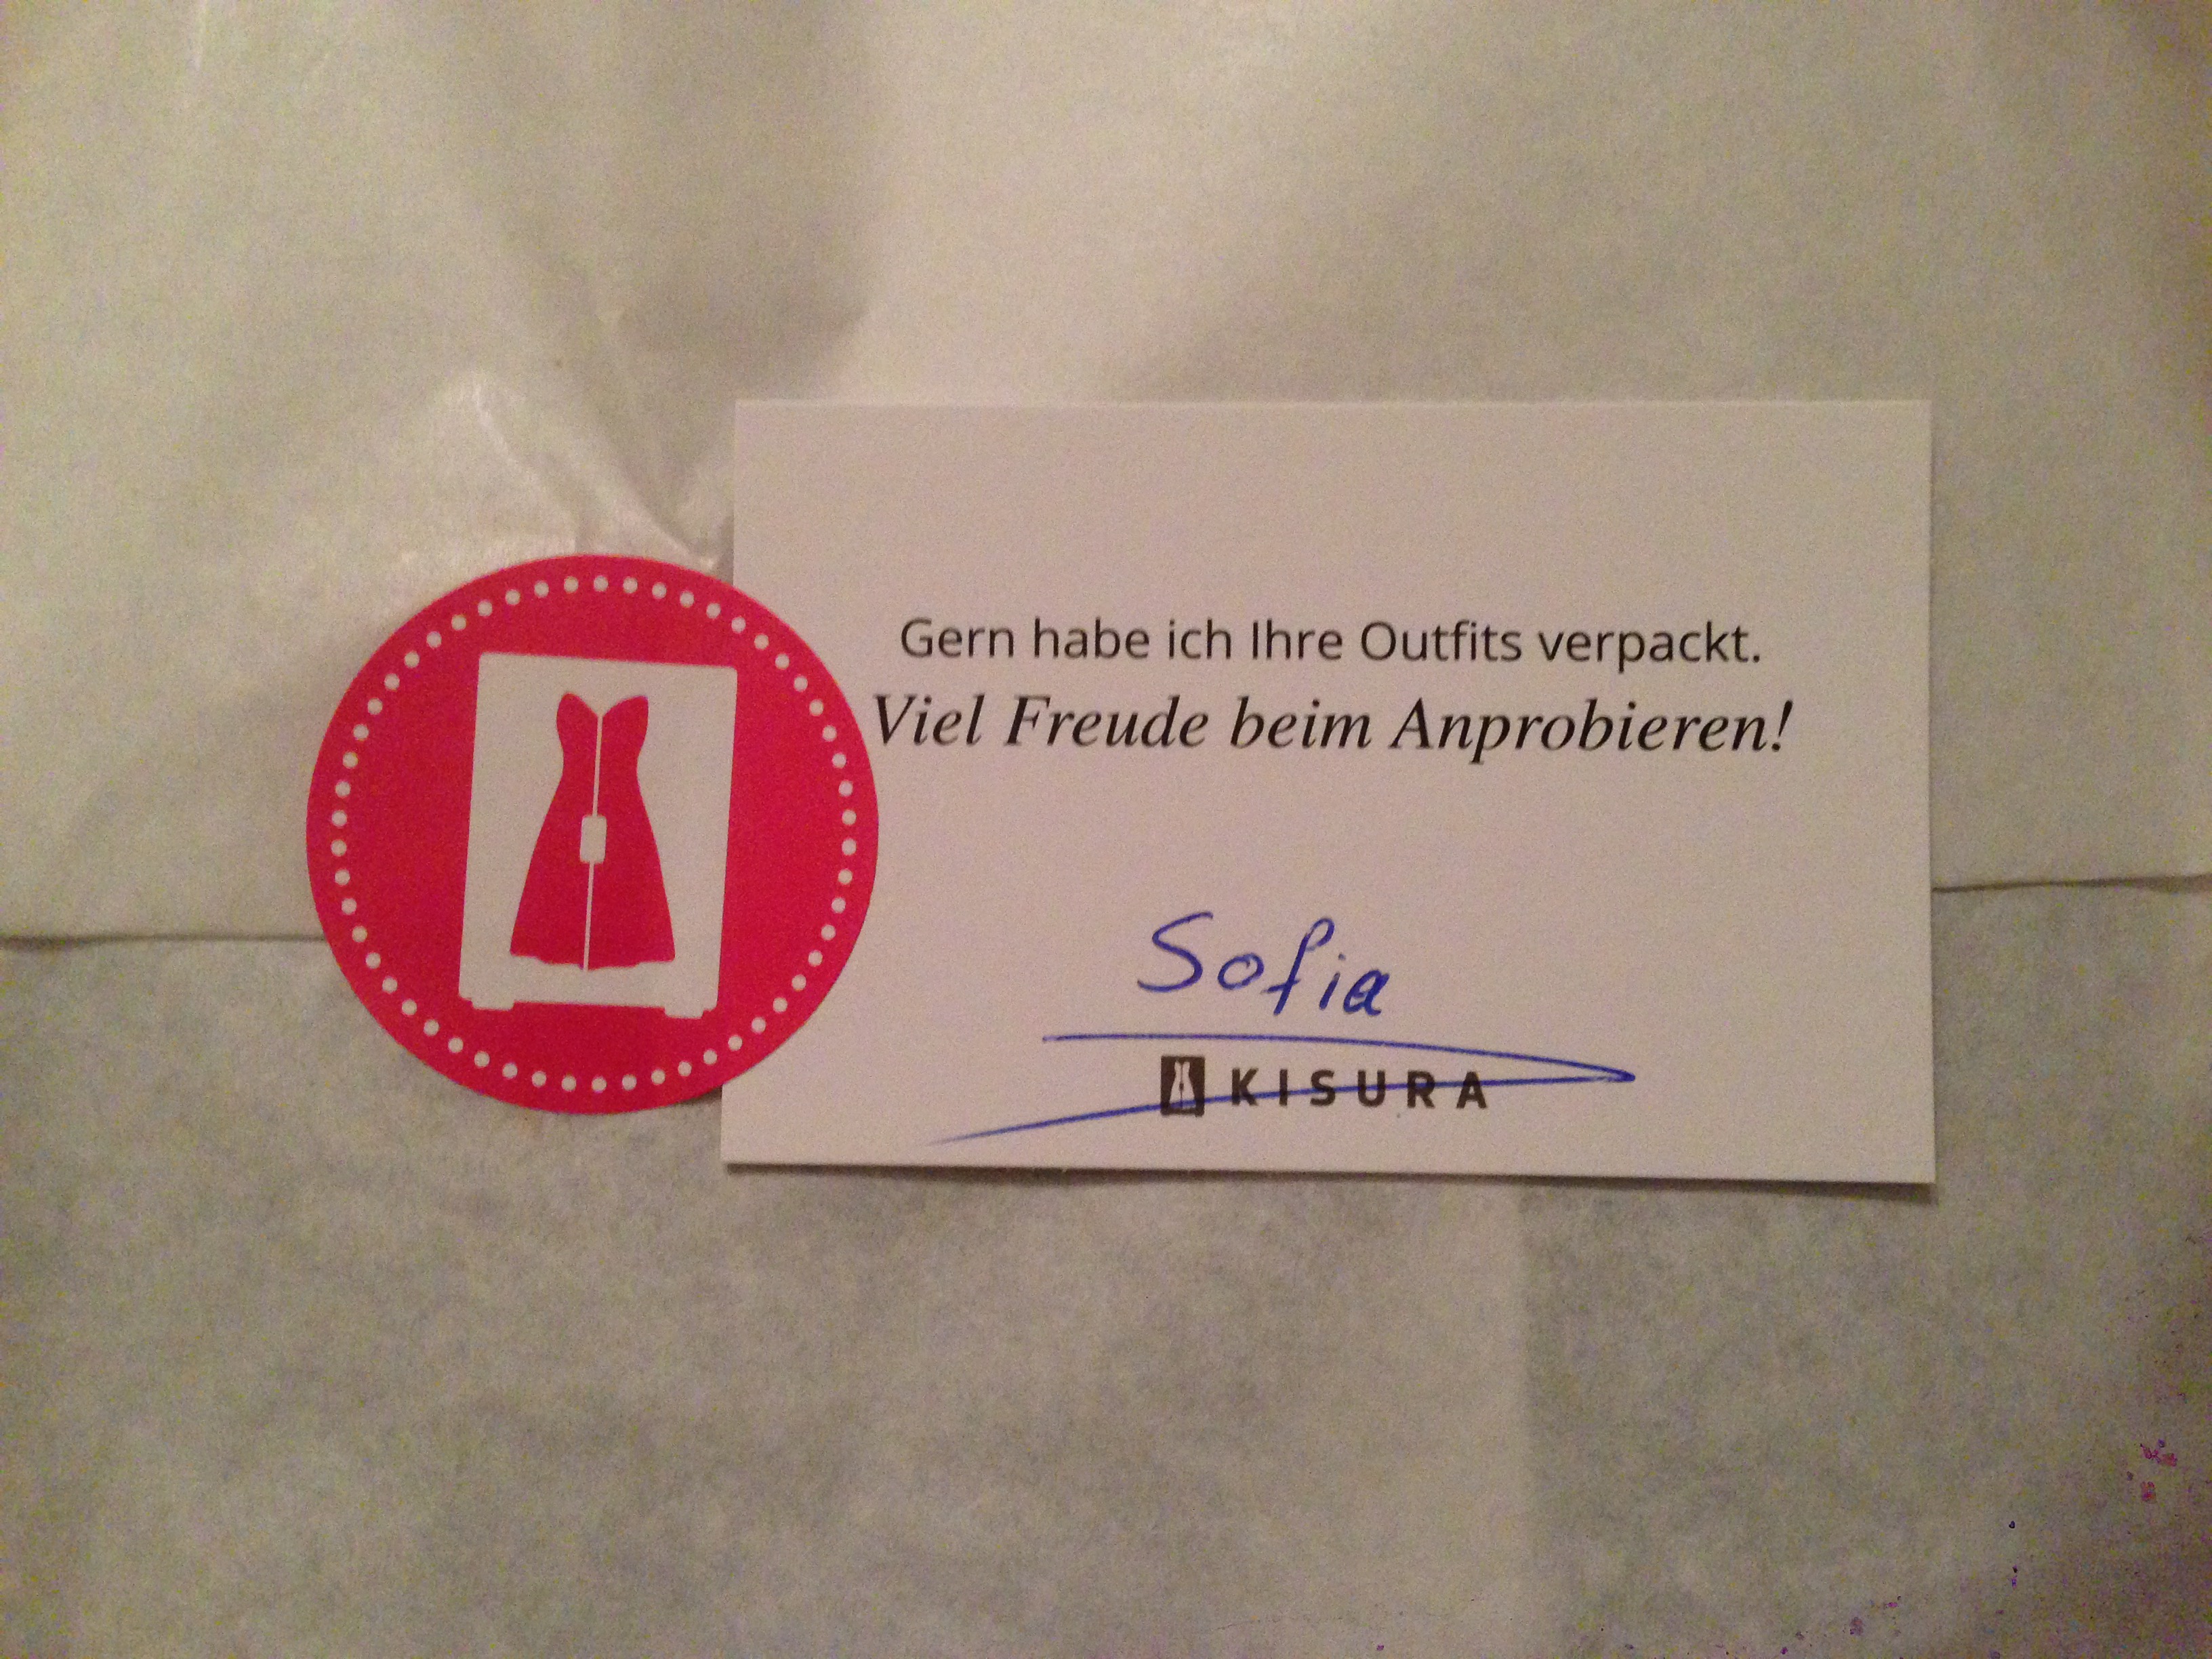 Gern habe ich Ihre Outfits verpackt.
Viel Freude beim Anprobieren!
Sofia
KISURA